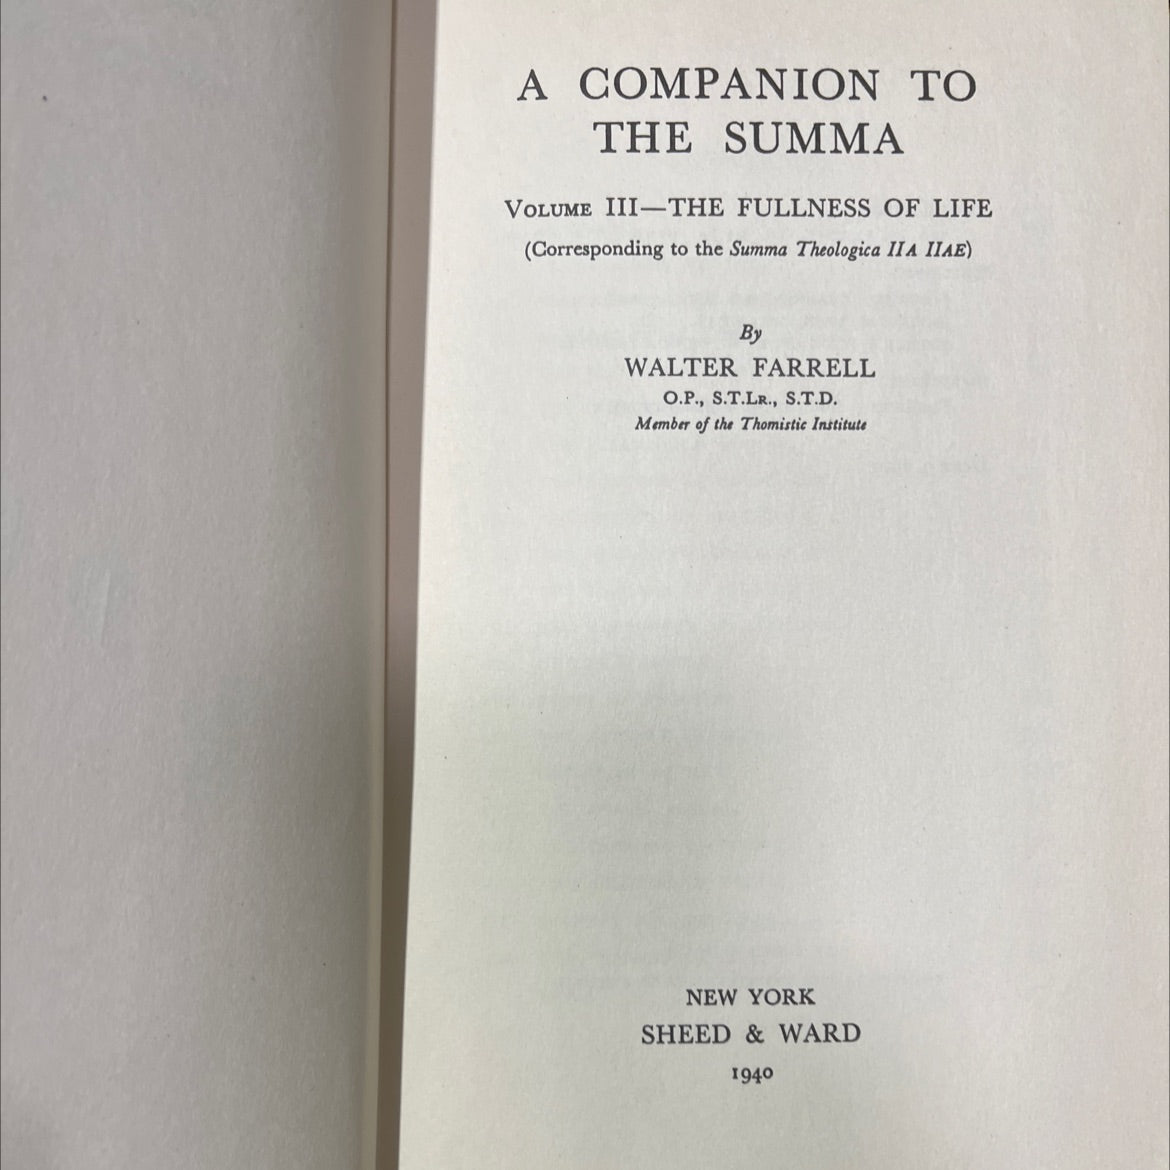 A COMPANION TO
THE SUMMA
VOLUME III—THE FULLNESS OF LIFE
(Corresponding to the Summa Theologica IIA IIAE)
By
WALTER FARRELL
O.P., S.T.LR., S.T.D.
Member of the Thomistic Institute
NEW YORK
SHEED & WARD
1940